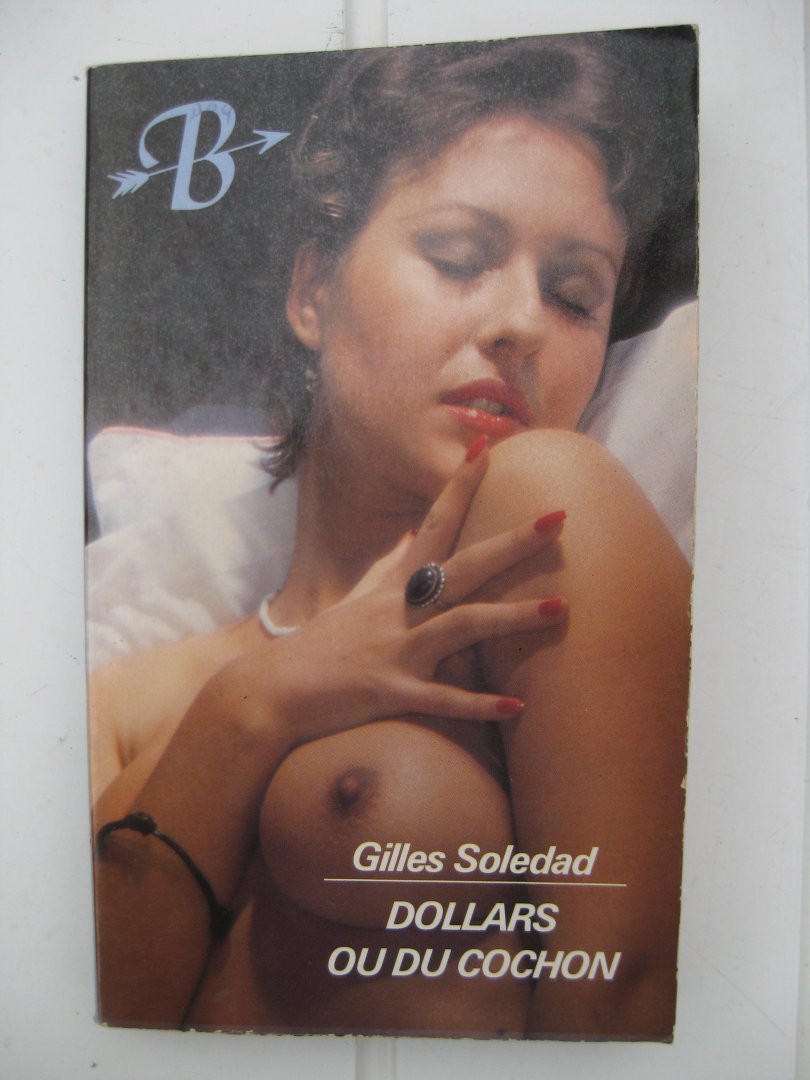 B
Gilles Soledad
DOLLARS
OU DU COCHON